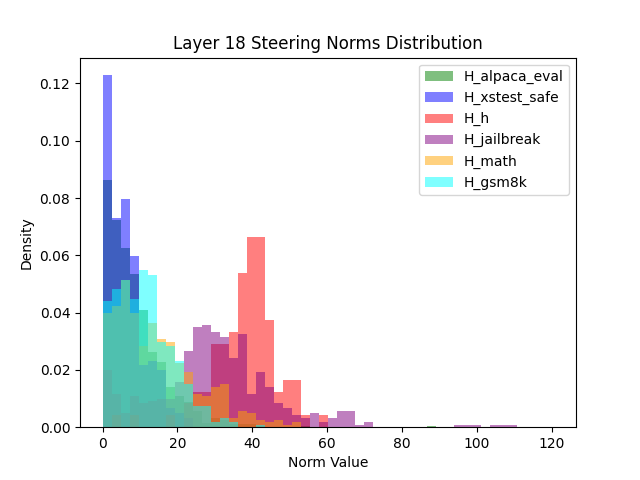 Layer 18 Steering Norms Distribution
H_alpaca_eval
H_xstest_safe
H_h
H_jailbreak
H_math
H_gsm8k
0.12
0.10
0.08
0.06
0.04
0.02
0.00
Density
0 20 40 60 80 100 120
Norm Value